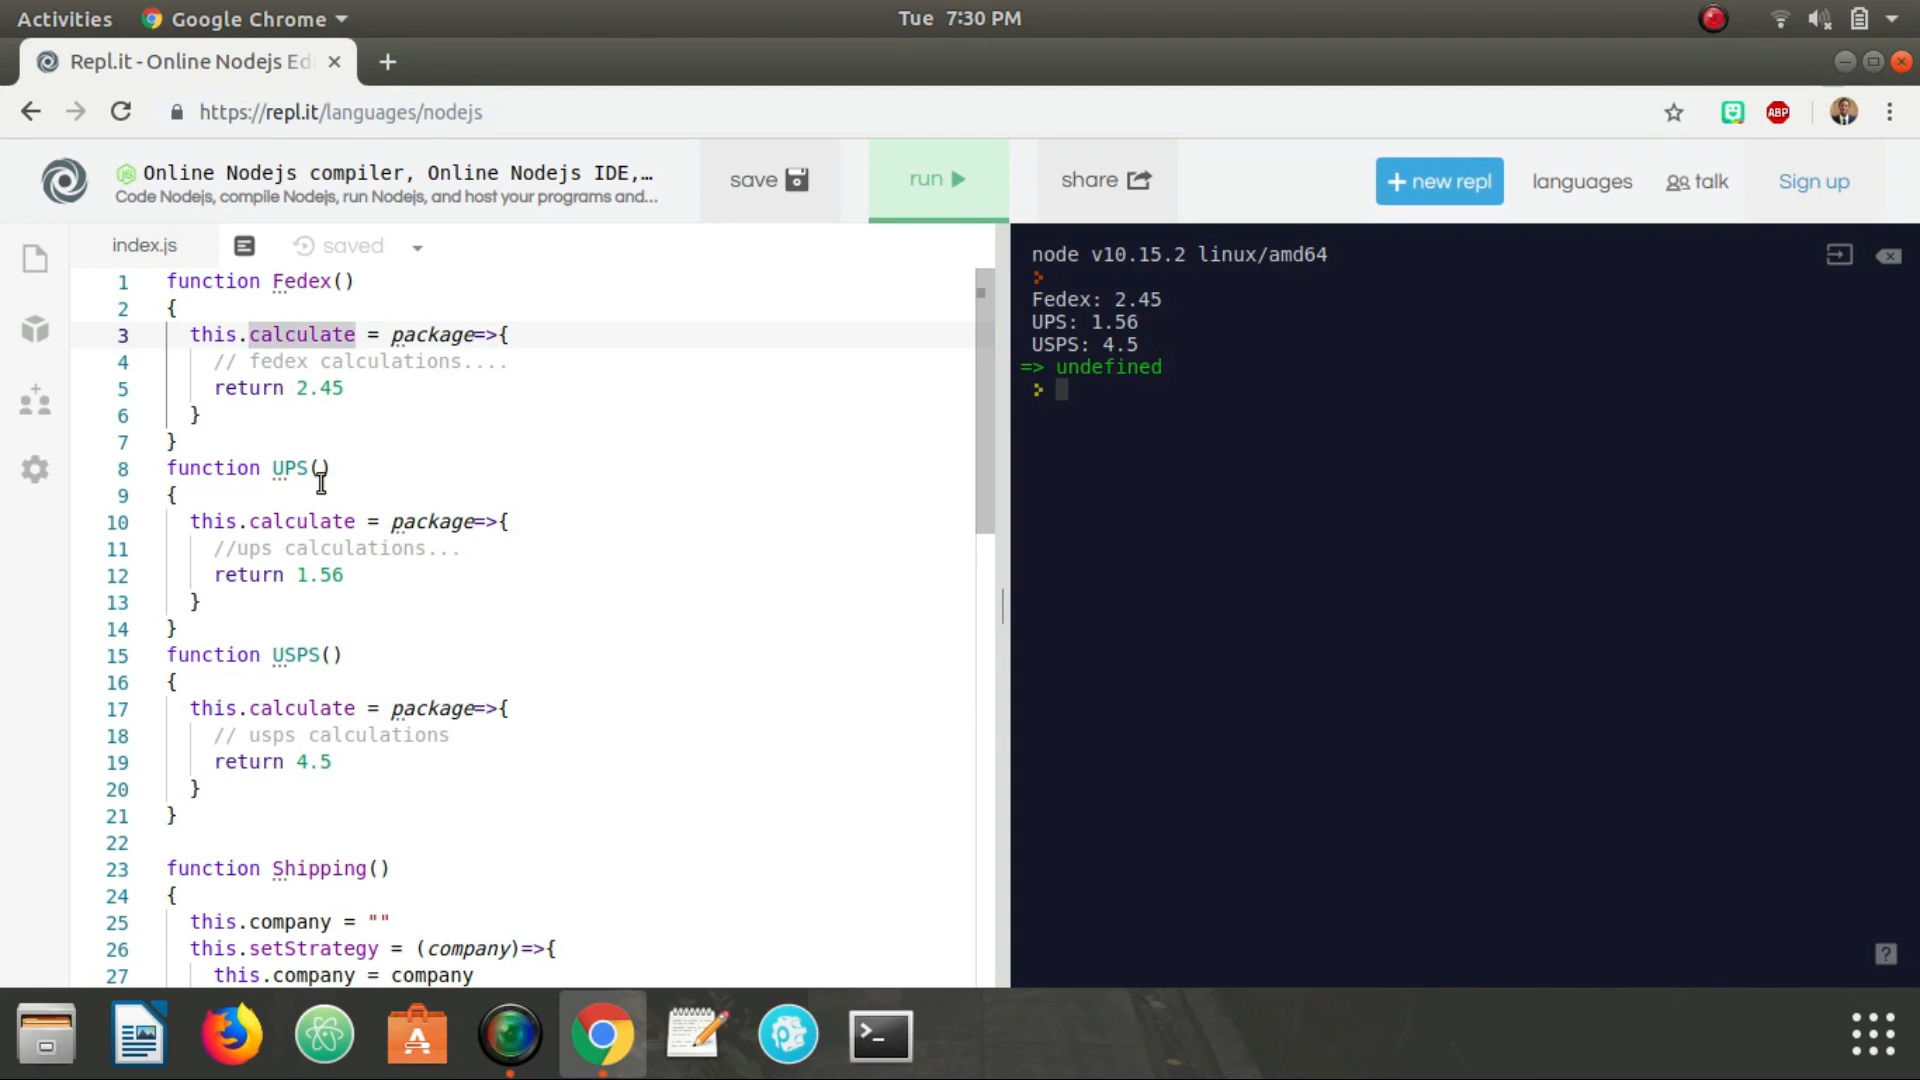 Activities Google Chrome Tue 7:30 PM
Repl.it - Online Nodejs Ed
https://repl.it/languages/nodejs
ABP
Online Nodejs compiler, Online Nodejs IDE,...
Code Nodejs, compile Nodejs, run Nodejs, and host your programs and...
save run share + new repl languages talk Sign up
index.js saved
1 function Fedex()
2 {
3 this.calculate = package=>{
4 // fedex calculations....
5 return 2.45
6 }
7 }
8 function UPS()
9 {
10 this.calculate = package=>{
11 //ups calculations...
12 return 1.56
13 }
14 }
15 function USPS()
16 {
17 this.calculate = package=>{
18 // usps calculations
19 return 4.5
20 }
21 }
22
23 function Shipping()
24 {
25 this.company = ""
26 this.setStrategy = (company)=>{
27 this.company = company
node v10.15.2 linux/amd64
Fedex: 2.45
UPS: 1.56
USPS: 4.5
=> undefined
?